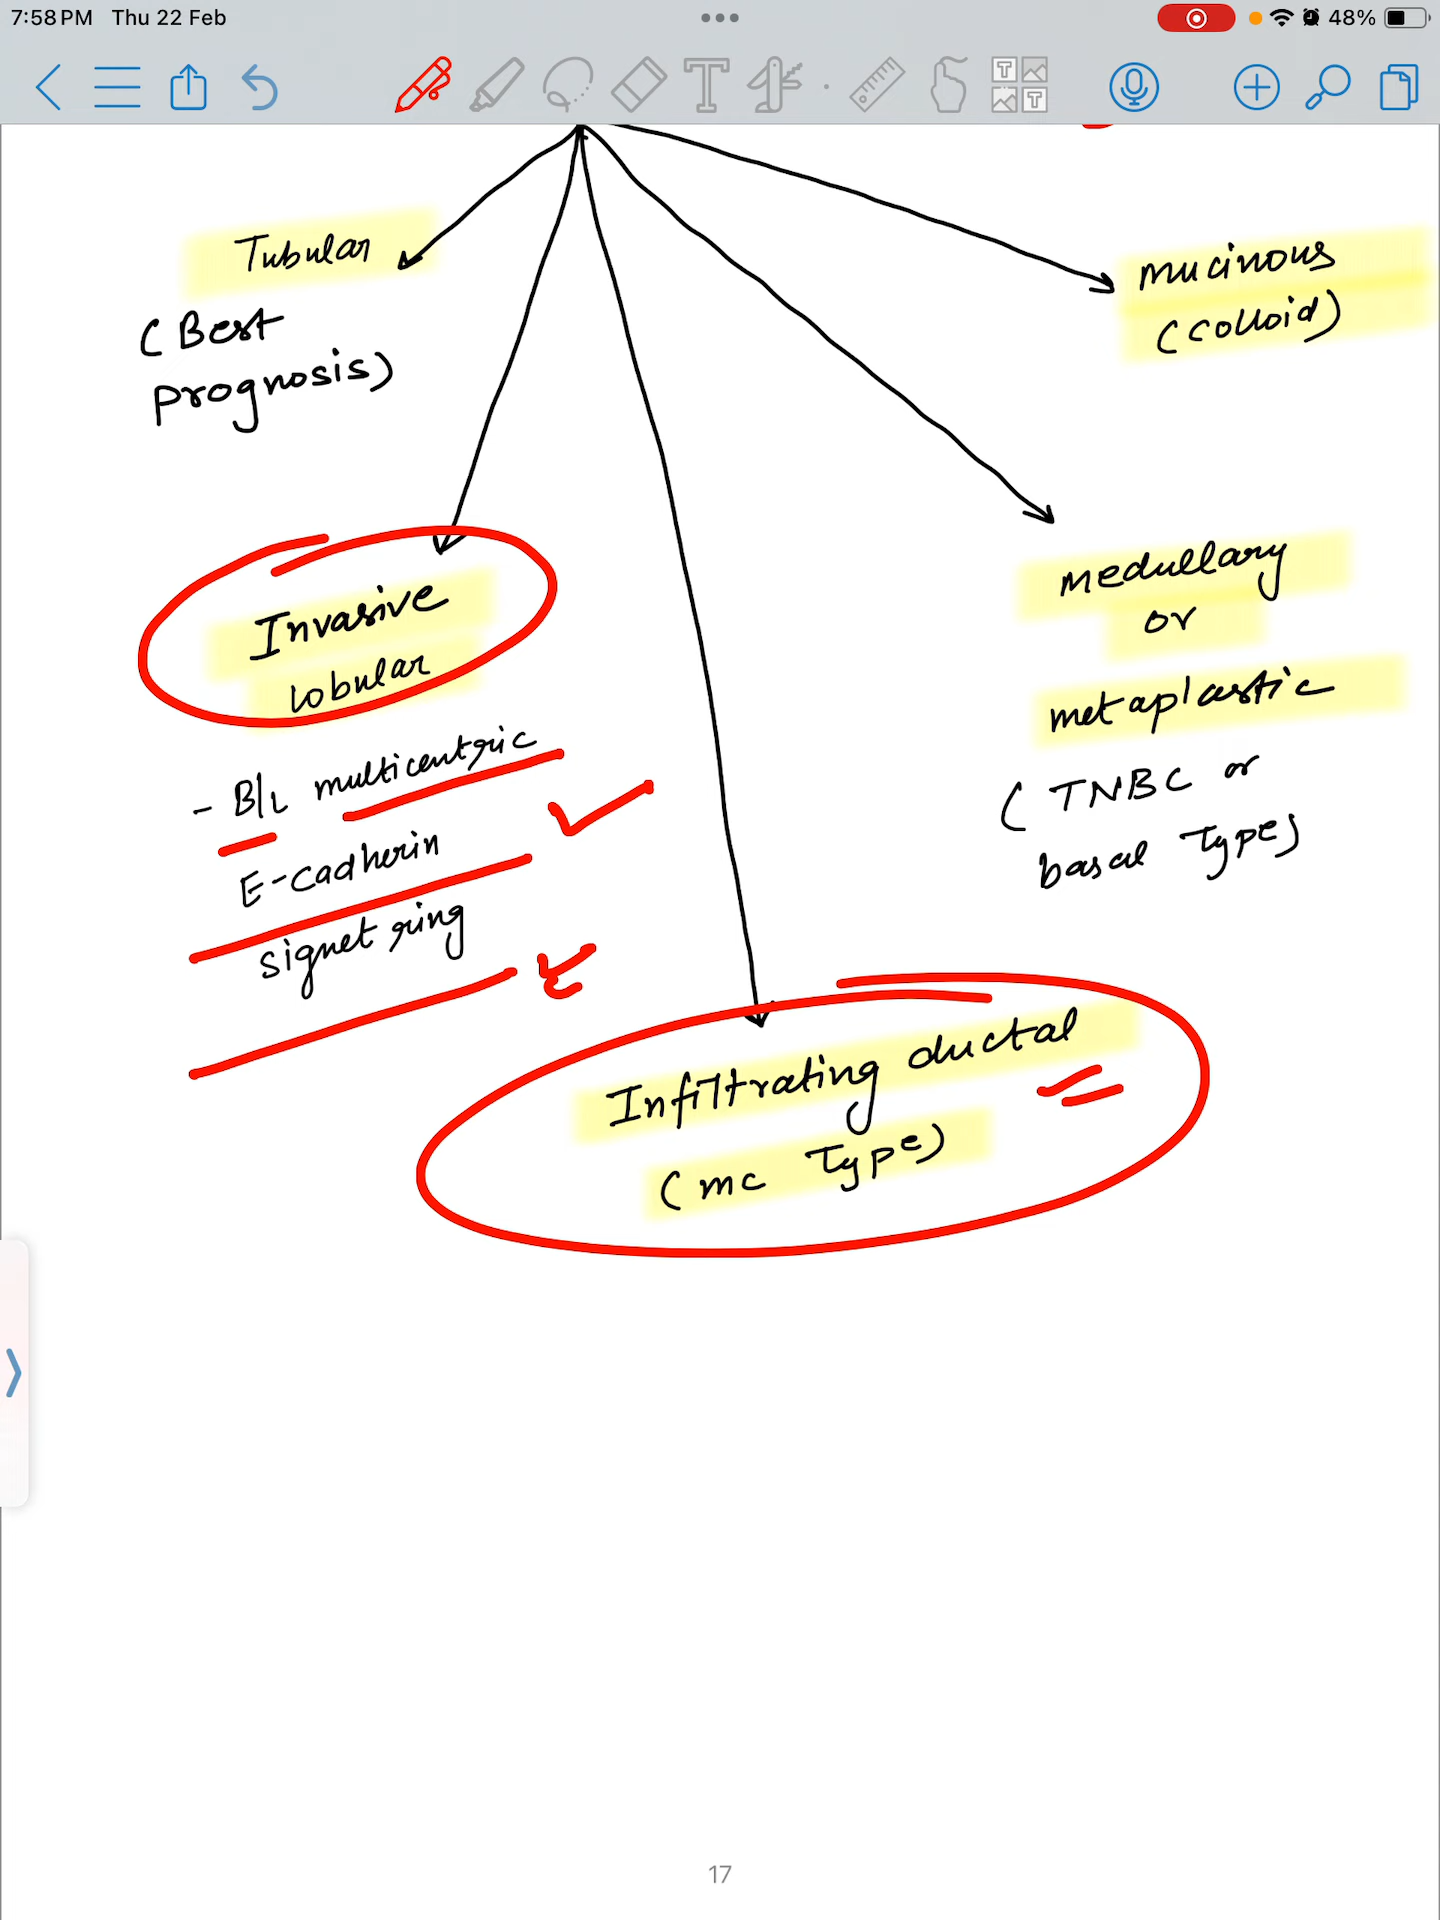 7:58 PM Thu 22 Feb
48%
Tubular
(Best
Prognosis)
mucinous
(colloid)
Invasive
lobular
- B/L multicentric
E-cadherin
signet ring
medullary
or
metaplastic
(TNBC or
basal Type)
Infiltrating ductal
(mc Type)
17